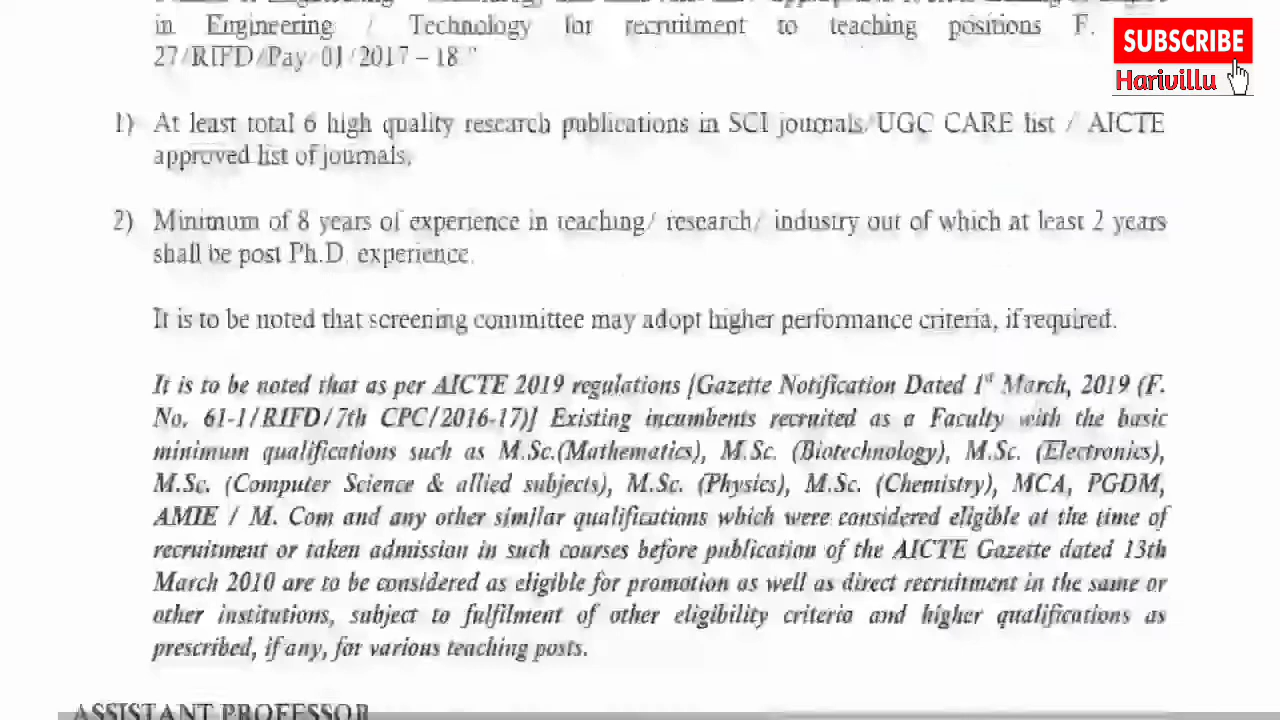 in Engineering / Technology for recruitment to teaching positions F.
27/RIFD/Pay/01/2017 – 18"
SUBSCRIBE
Harivillu
1) At least total 6 high quality research publications in SCI journals/UGC CARE list / AICTE
approved list of journals,
2) Minimum of 8 years of experience in teaching/ research/ industry out of which at least 2 years
shall be post Ph.D. experience.
It is to be noted that screening committee may adopt higher performance criteria, if required.
It is to be noted that as per AICTE 2019 regulations [Gazette Notification Dated 1st March, 2019 (F.
No. 61-1/RIFD/7th CPC/2016-17)] Existing incumbents recruited as a Faculty with the basic
minimum qualifications such as M.Sc.(Mathematics), M.Sc. (Biotechnology), M.Sc. (Electronics),
M.Sc. (Computer Science & allied subjects), M.Sc. (Physics), M.Sc. (Chemistry), MCA, PGDM,
AMIE / M. Com and any other similar qualifications which were considered eligible at the time of
recruitment or taken admission in such courses before publication of the AICTE Gazette dated 13th
March 2010 are to be considered as eligible for promotion as well as direct recruitment in the same or
other institutions, subject to fulfilment of other eligibility criteria and higher qualifications as
prescribed, if any, for various teaching posts.
ASSISTANT PROFESSOR